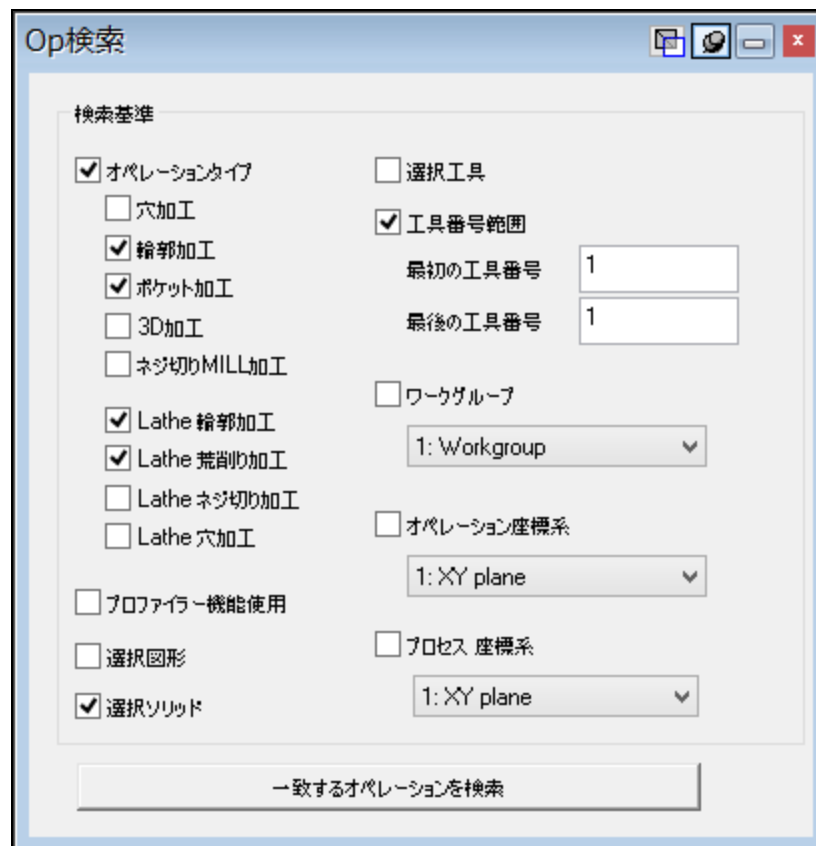 Op検索
検索基準
オペレーションタイプ
穴加工
輪郭加工
ポケット加工
3D加工
ネジ切りMILL加工
Lathe 輪郭加工
Lathe 荒削り加工
Lathe ネジ切り加工
Lathe 穴加工
プロファイラー機能使用
選択図形
選択ソリッド
選択工具
工具番号範囲
最初の工具番号 1
最後の工具番号 1
ワークグループ
1: Workgroup
オペレーション座標系
1: XY plane
プロセス 座標系
1: XY plane
一致するオペレーションを検索